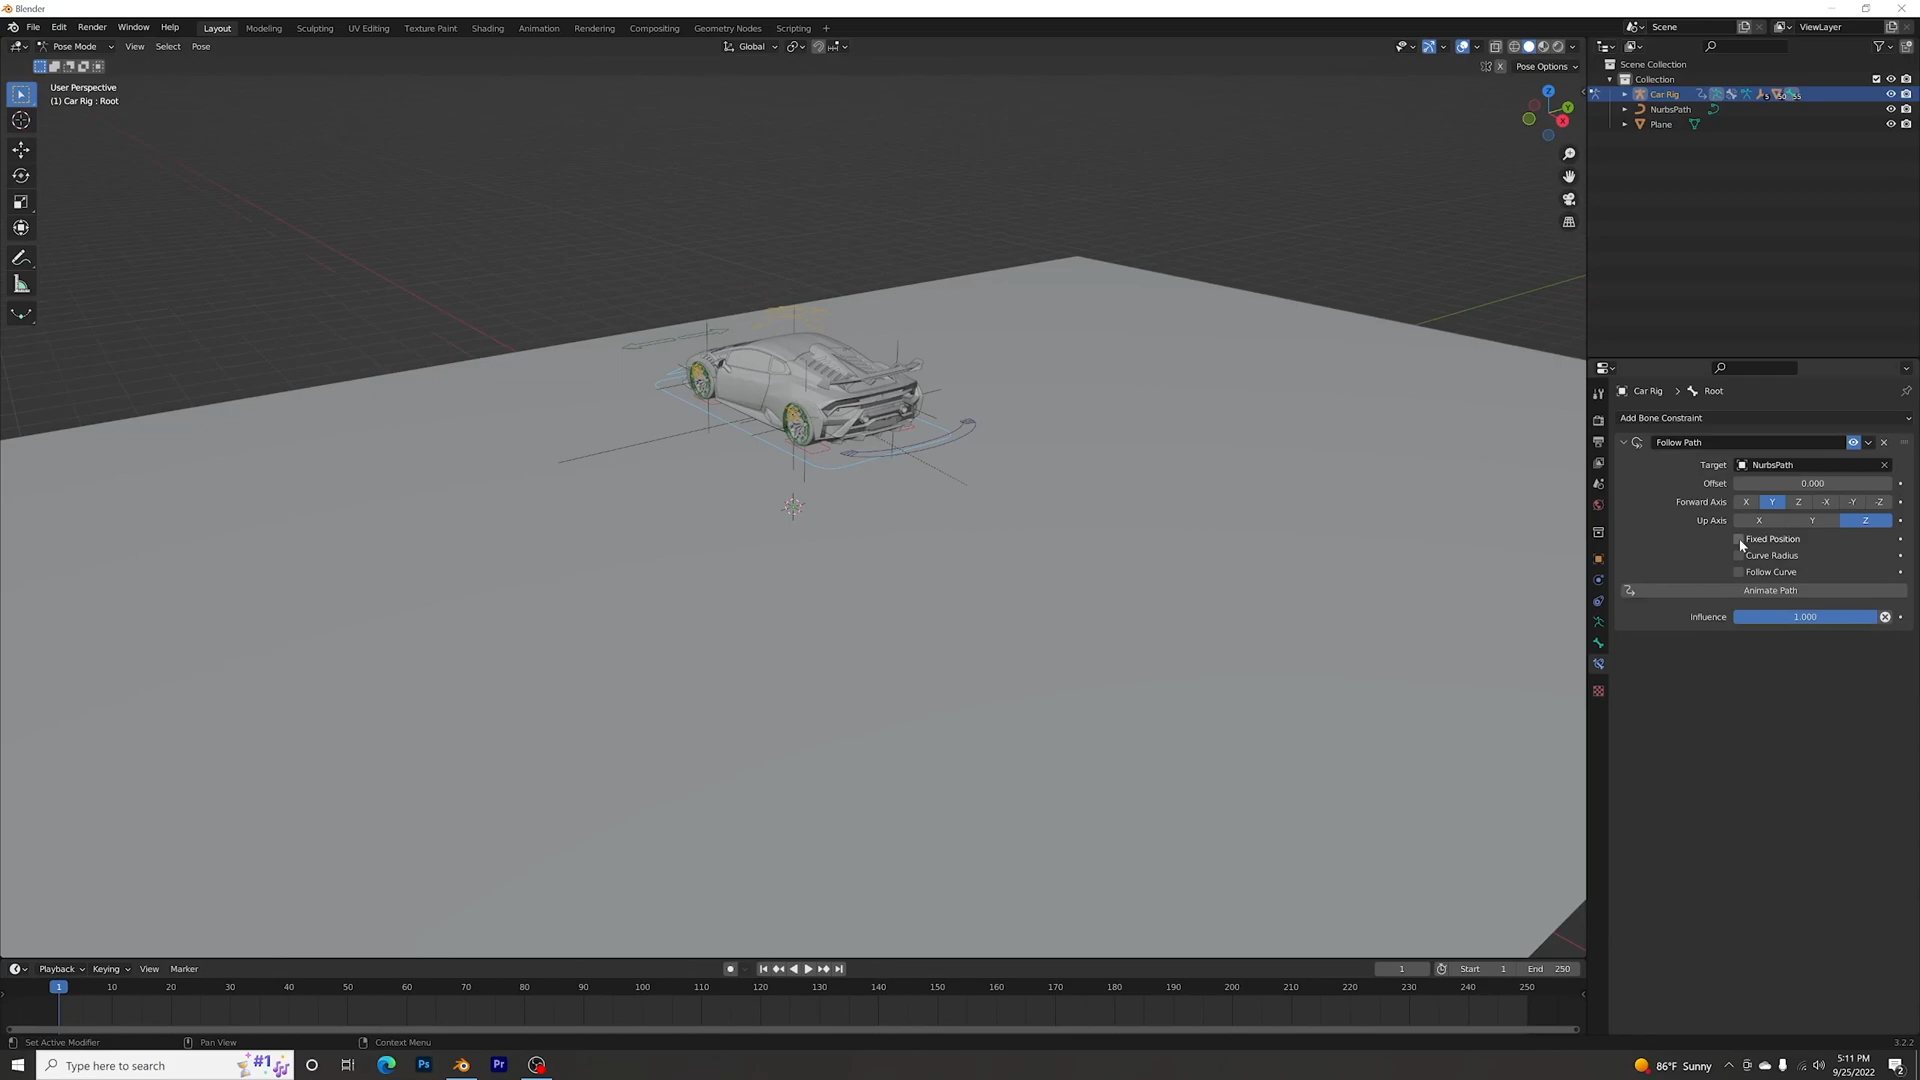 Blender
File Edit Window Render Help Layout Modeling Sculpting UV Editing Texture Paint Shading Animation Rendering Compositing Geometry Nodes Scripting + Scene ViewLayer
Pose Mode View Select Pose Global
X Pose Options
User Perspective
(1) Car Rig : Root
Z
Y
X
Scene Collection
Collection
Car Rig
NurbsPath
Plane
Car Rig > Root
Add Bone Constraint
Follow Path
Target NurbsPath
Offset 0.000
Forward Axis X Y Z -X -Y -Z
Up Axis X Y Z
Fixed Position
Curve Radius
Follow Curve
Animate Path
Influence 1.000
Playback Keying View Marker 1 Start 1 End 250
1 10 20 30 40 50 60 70 80 90 100 110 120 130 140 150 160 170 180 190 200 210 220 230 240 250
Set Active Modifier Pan View Context Menu 3.2.2
Type here to search #1 Ps Pr 86°F Sunny 5:11 PM
9/25/2022 2